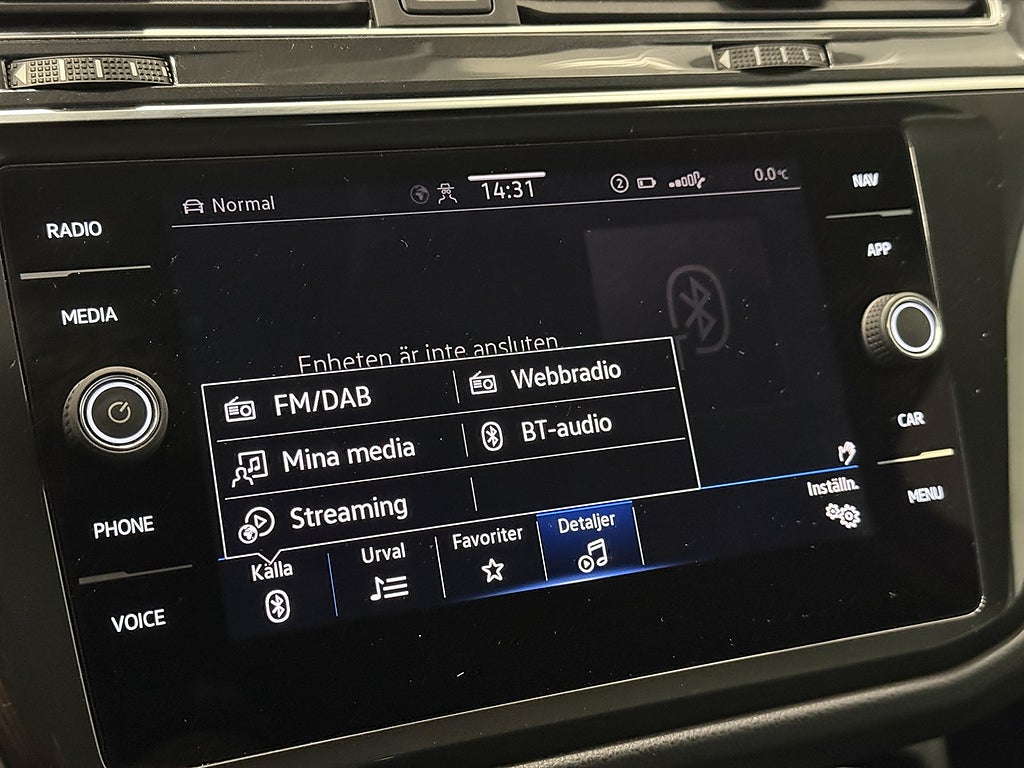 Normal
14:31
2
0.0°C
RADIO
MEDIA
PHONE
VOICE
NAV
APP
CAR
MENU
Enheten är inte ansluten.
FM/DAB
Webbradio
Mina media
BT-audio
Streaming
Källa
Urval
Favoriter
Detaljer
Inställn.